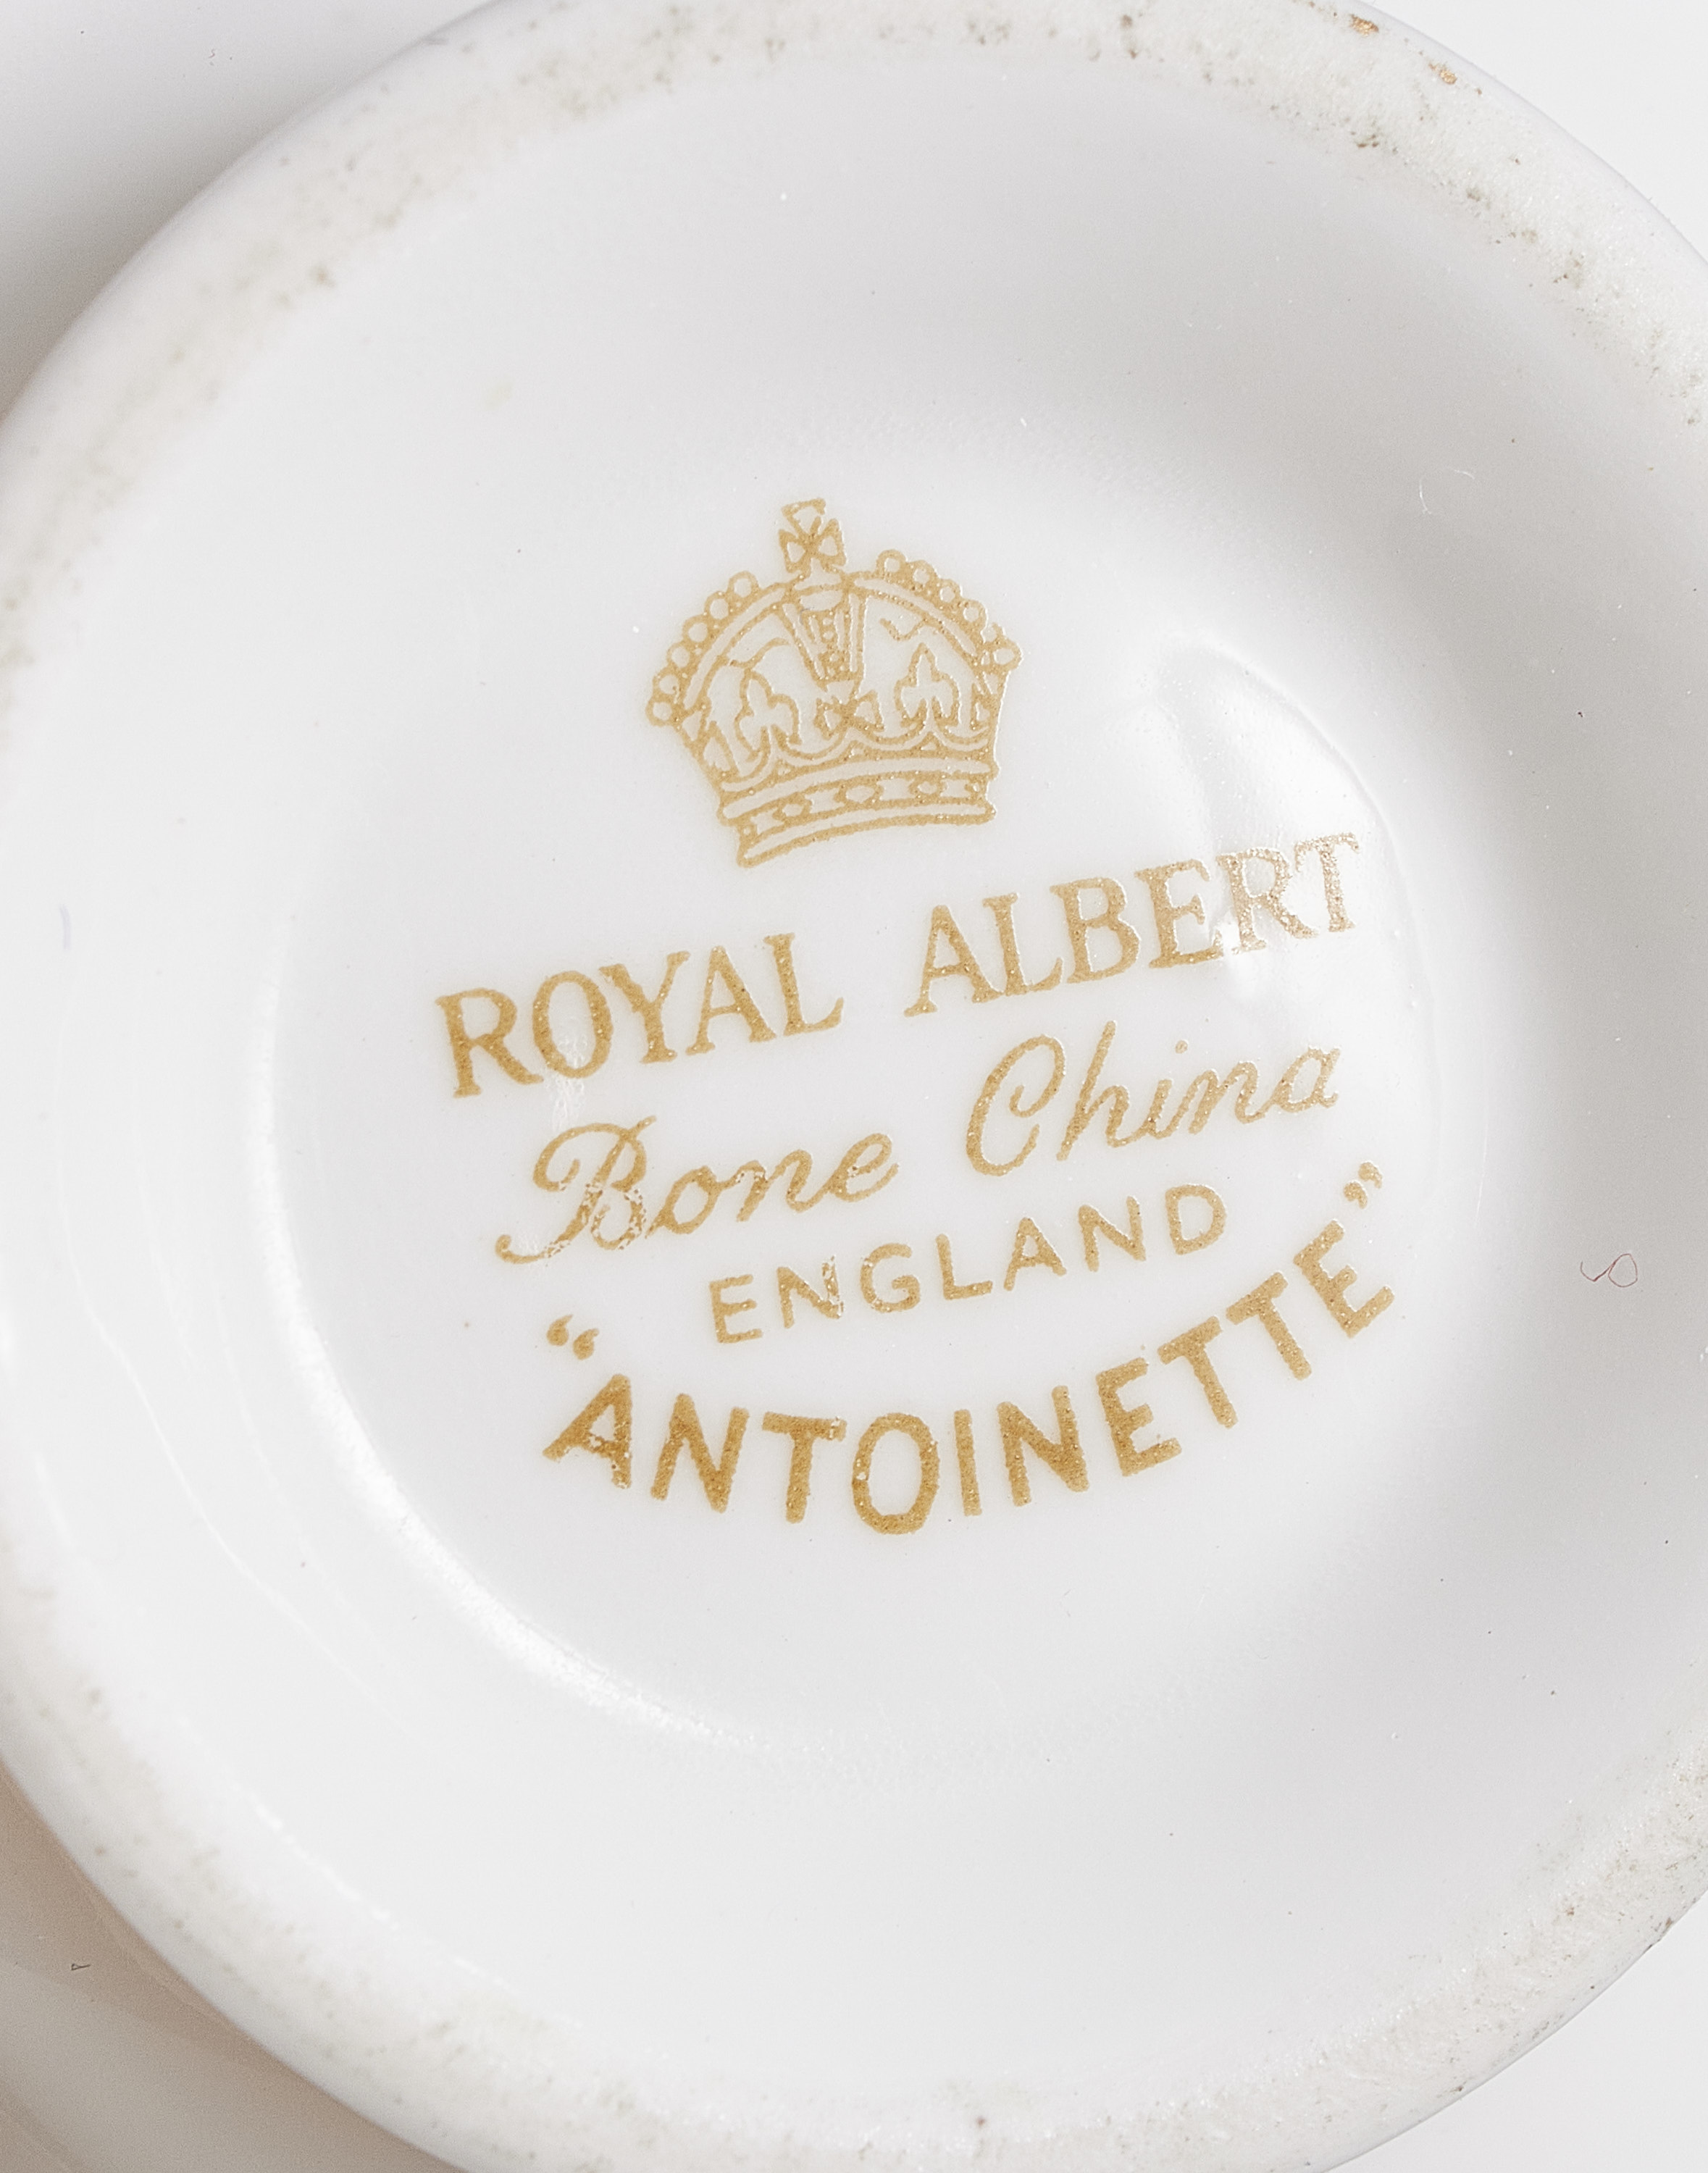 ROYAL ALBERT
Bone China
ENGLAND
“ANTOINETTE”